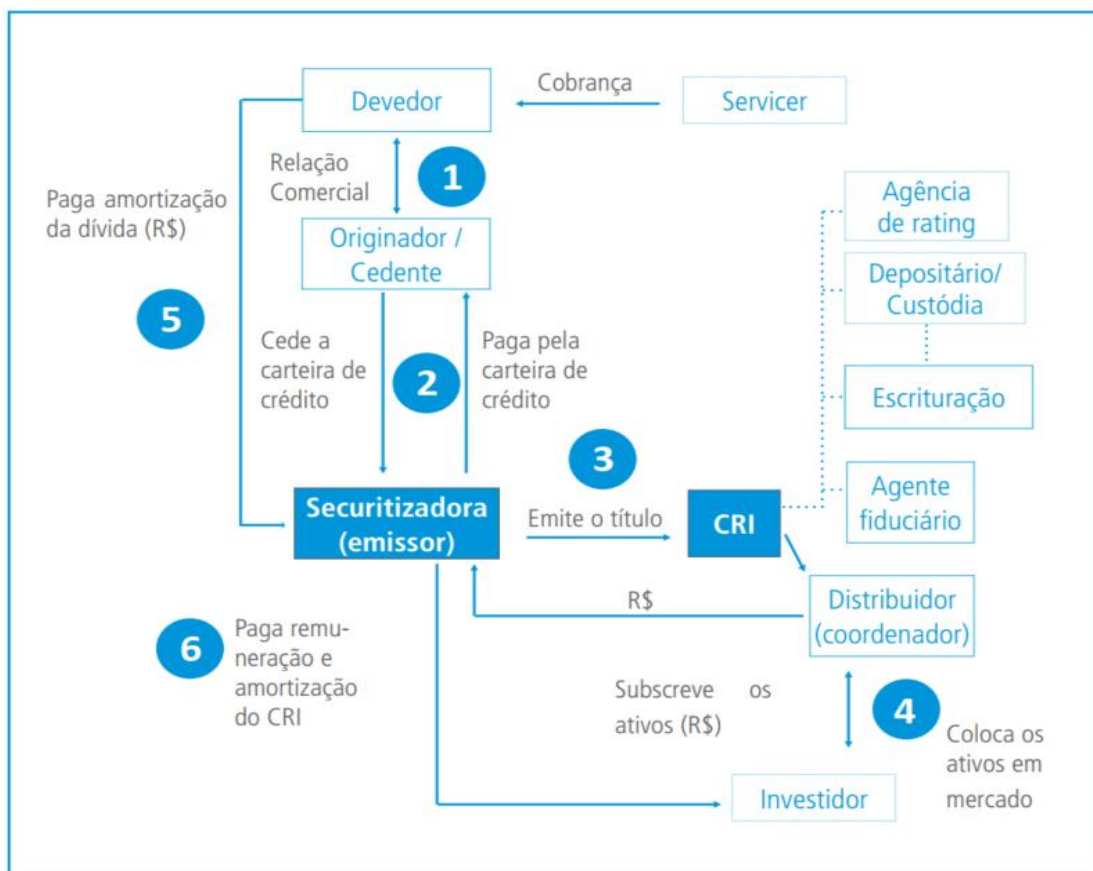 Devedor
Cobrança
Servicer
Relação
Comercial
1
Paga amortização
da dívida (R$)
Originador /
Cedente
Agência
de rating
Depositário/
Custódia
5
Cede a
carteira de
crédito
2
Paga pela
carteira de
crédito
Escrituração
3
Securitizadora
(emissor)
Emite o título
CRI
Agente
fiduciário
R$
Distribuidor
(coordenador)
6
Paga remu-
neração e
amortização
do CRI
Subscreve os
ativos (R$)
4
Coloca os
ativos em
mercado
Investidor